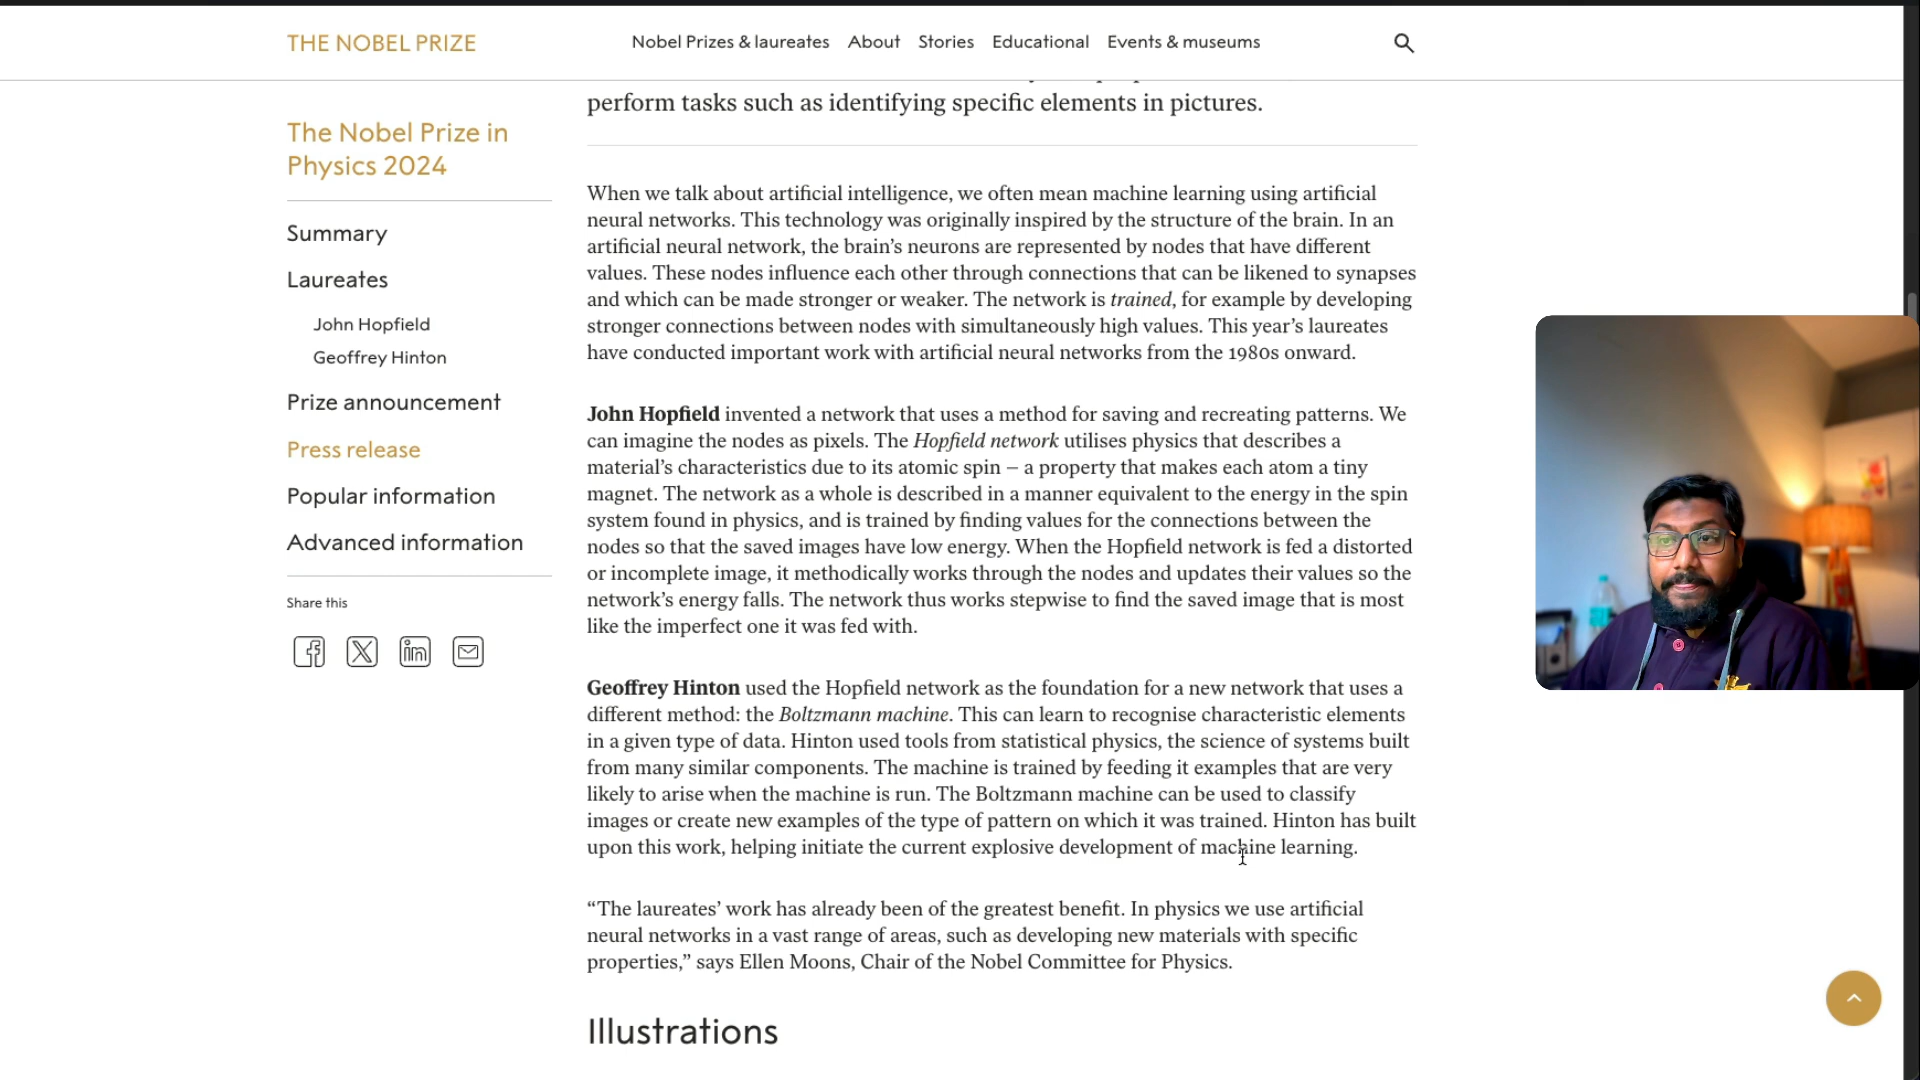 THE NOBEL PRIZE
Nobel Prizes & laureates About Stories Educational Events & museums
The Nobel Prize in
Physics 2024
Summary
Laureates
John Hopfield
Geoffrey Hinton
Prize announcement
Press release
Popular information
Advanced information
Share this
perform tasks such as identifying specific elements in pictures.
When we talk about artificial intelligence, we often mean machine learning using artificial
neural networks. This technology was originally inspired by the structure of the brain. In an
artificial neural network, the brain’s neurons are represented by nodes that have different
values. These nodes influence each other through connections that can be likened to synapses
and which can be made stronger or weaker. The network is trained, for example by developing
stronger connections between nodes with simultaneously high values. This year’s laureates
have conducted important work with artificial neural networks from the 1980s onward.
John Hopfield invented a network that uses a method for saving and recreating patterns. We
can imagine the nodes as pixels. The Hopfield network utilises physics that describes a
material’s characteristics due to its atomic spin – a property that makes each atom a tiny
magnet. The network as a whole is described in a manner equivalent to the energy in the spin
system found in physics, and is trained by finding values for the connections between the
nodes so that the saved images have low energy. When the Hopfield network is fed a distorted
or incomplete image, it methodically works through the nodes and updates their values so the
network’s energy falls. The network thus works stepwise to find the saved image that is most
like the imperfect one it was fed with.
Geoffrey Hinton used the Hopfield network as the foundation for a new network that uses a
different method: the Boltzmann machine. This can learn to recognise characteristic elements
in a given type of data. Hinton used tools from statistical physics, the science of systems built
from many similar components. The machine is trained by feeding it examples that are very
likely to arise when the machine is run. The Boltzmann machine can be used to classify
images or create new examples of the type of pattern on which it was trained. Hinton has built
upon this work, helping initiate the current explosive development of machine learning.
“The laureates’ work has already been of the greatest benefit. In physics we use artificial
neural networks in a vast range of areas, such as developing new materials with specific
properties,” says Ellen Moons, Chair of the Nobel Committee for Physics.
Illustrations